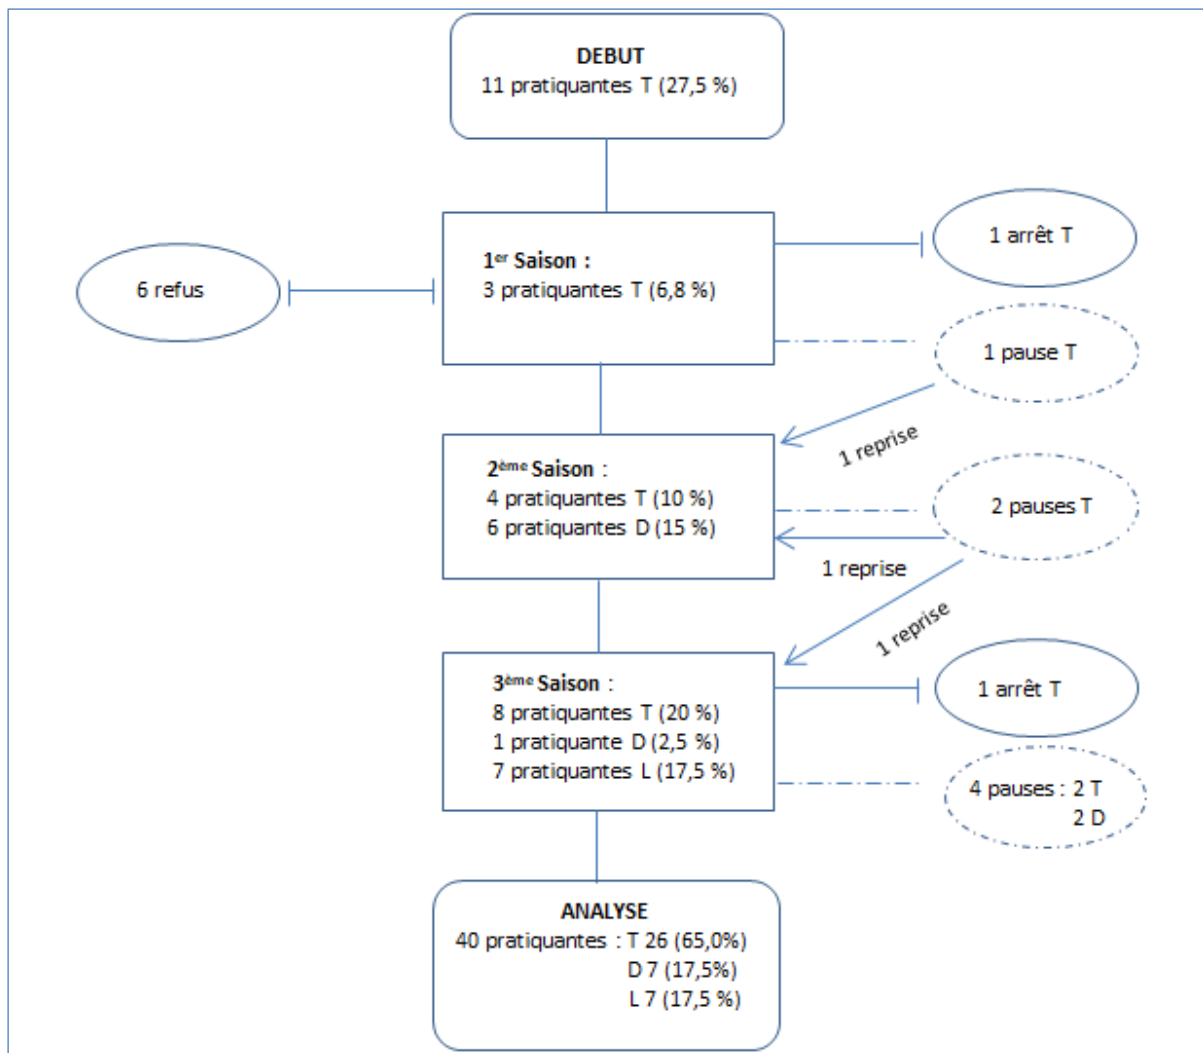 DEBUT
11 pratiquantes T (27,5 %)
1er Saison :
3 pratiquantes T (6,8 %)
6 refus
1 arrêt T
1 pause T
1 reprise
2ème Saison :
4 pratiquantes T (10 %)
6 pratiquantes D (15 %)
2 pauses T
1 reprise
1 reprise
3ème Saison :
8 pratiquantes T (20 %)
1 pratiquante D (2,5 %)
7 pratiquantes L (17,5 %)
1 arrêt T
4 pauses : 2 T
2 D
ANALYSE
40 pratiquantes : T 26 (65,0%)
D 7 (17,5%)
L 7 (17,5 %)